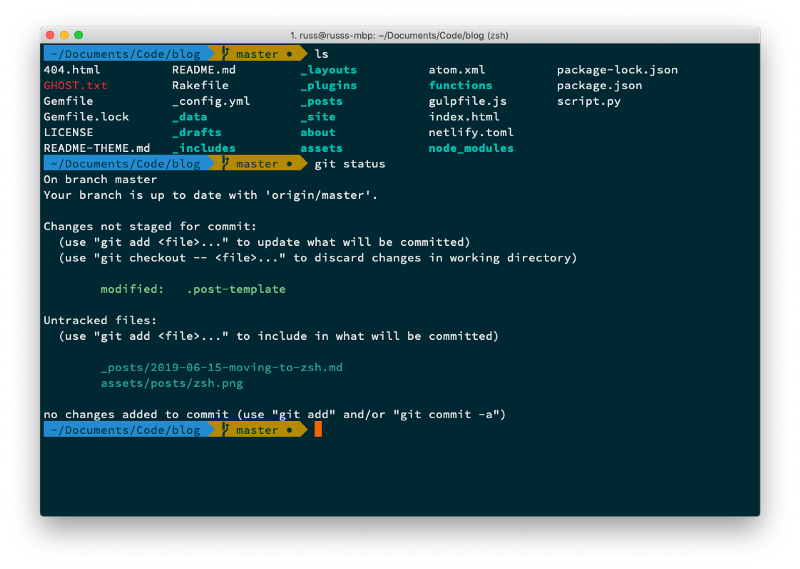 1. russ@russs-mbp: ~/Documents/Code/blog (zsh)
~/Documents/Code/blog master ● ls
404.html README.md _layouts atom.xml package-lock.json
GHOST.txt Rakefile _plugins functions package.json
Gemfile _config.yml _posts gulpfile.js script.py
Gemfile.lock _data _site index.html
LICENSE _drafts about netlify.toml
README-THEME.md _includes assets node_modules
~/Documents/Code/blog master ● git status
On branch master
Your branch is up to date with 'origin/master'.
Changes not staged for commit:
(use "git add <file>..." to update what will be committed)
(use "git checkout -- <file>..." to discard changes in working directory)
modified: .post-template
Untracked files:
(use "git add <file>..." to include in what will be committed)
_posts/2019-06-15-moving-to-zsh.md
assets/posts/zsh.png
no changes added to commit (use "git add" and/or "git commit -a")
~/Documents/Code/blog master ●